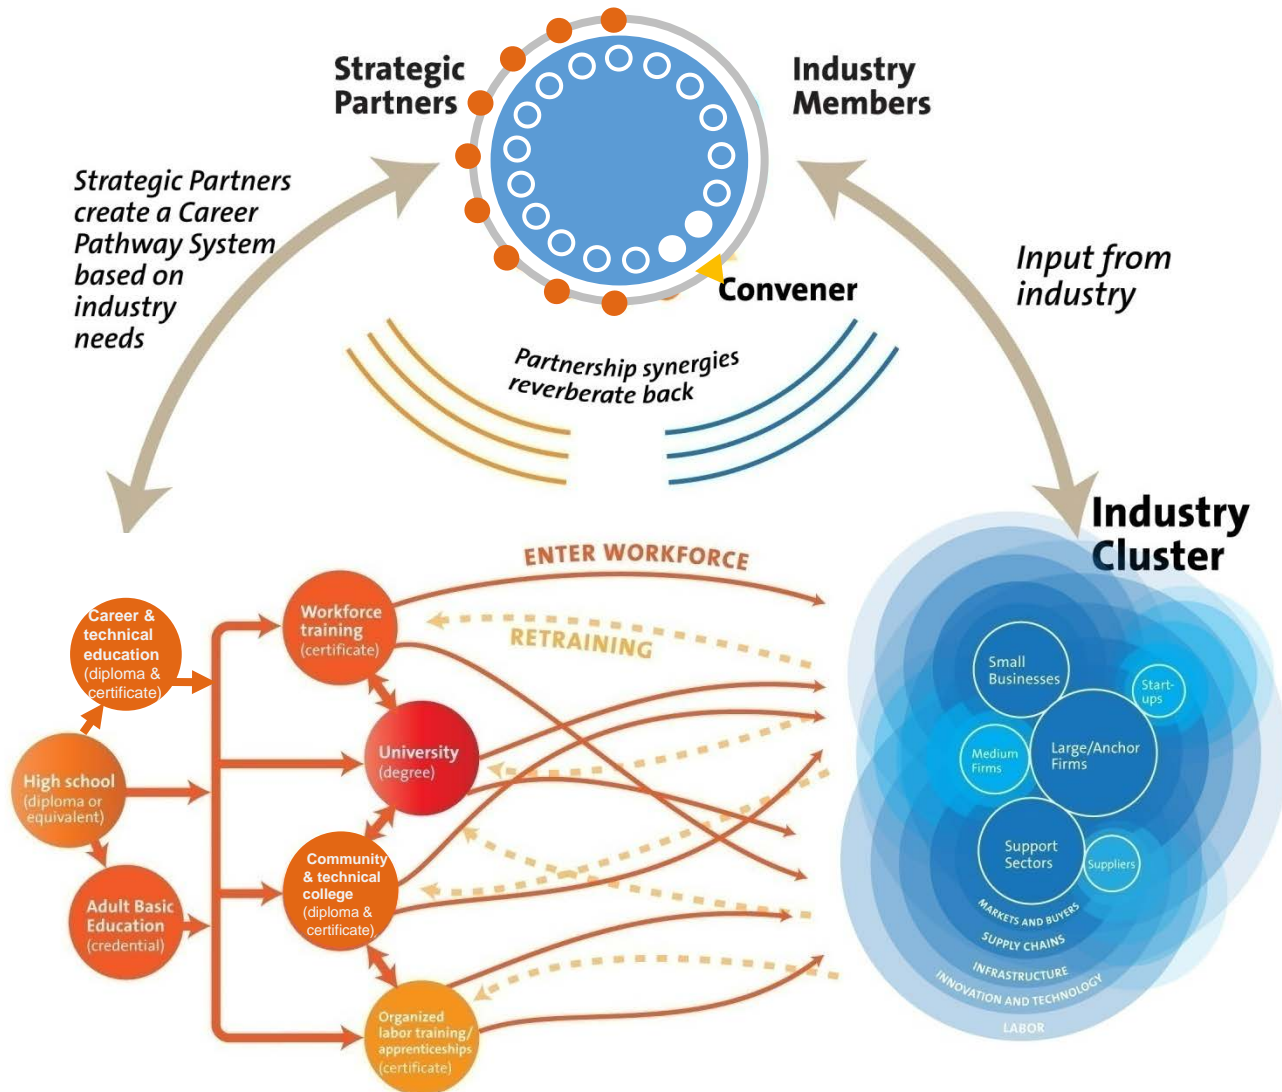 Strategic
Partners
Industry
Members
Strategic Partners
create a Career
Pathway System
based on
industry
needs
Input from
industry
Convener
Partnership synergies
reverberate back
Industry
Cluster
ENTER WORKFORCE
RETRAINING
Career &
technical
education
(diploma &
certificate)
Workforce
training
(certificate)
High school
(diploma or
equivalent)
University
(degree)
Adult Basic
Education
(credential)
Community
& technical
college
(diploma &
certificate)
Organized
labor training/
apprenticeships
(certificate)
Small
Businesses
Start-
ups
Medium
Firms
Large/Anchor
Firms
Support
Sectors
Suppliers
MARKETS AND BUYERS
SUPPLY CHAINS
INFRASTRUCTURE
INNOVATION AND TECHNOLOGY
LABOR